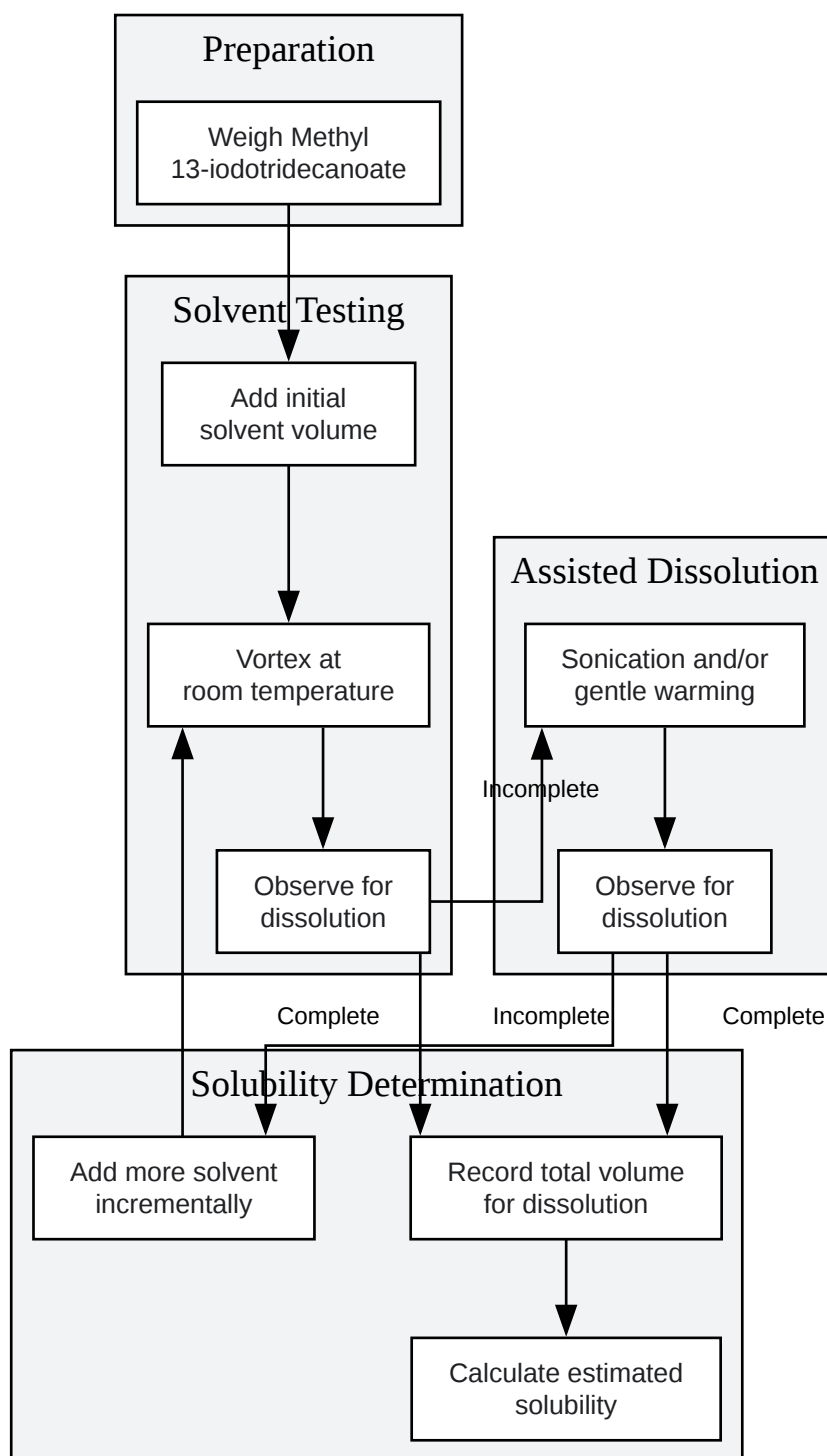 Preparation
Weigh Methyl
13-iodotridecanoate
Solvent Testing
Add initial
solvent volume
Vortex at
room temperature
Observe for
dissolution
Assisted Dissolution
Sonication and/or
gentle warming
Incomplete
Observe for
dissolution
Complete
Incomplete
Complete
Solubility Determination
Add more solvent
incrementally
Record total volume
for dissolution
Calculate estimated
solubility